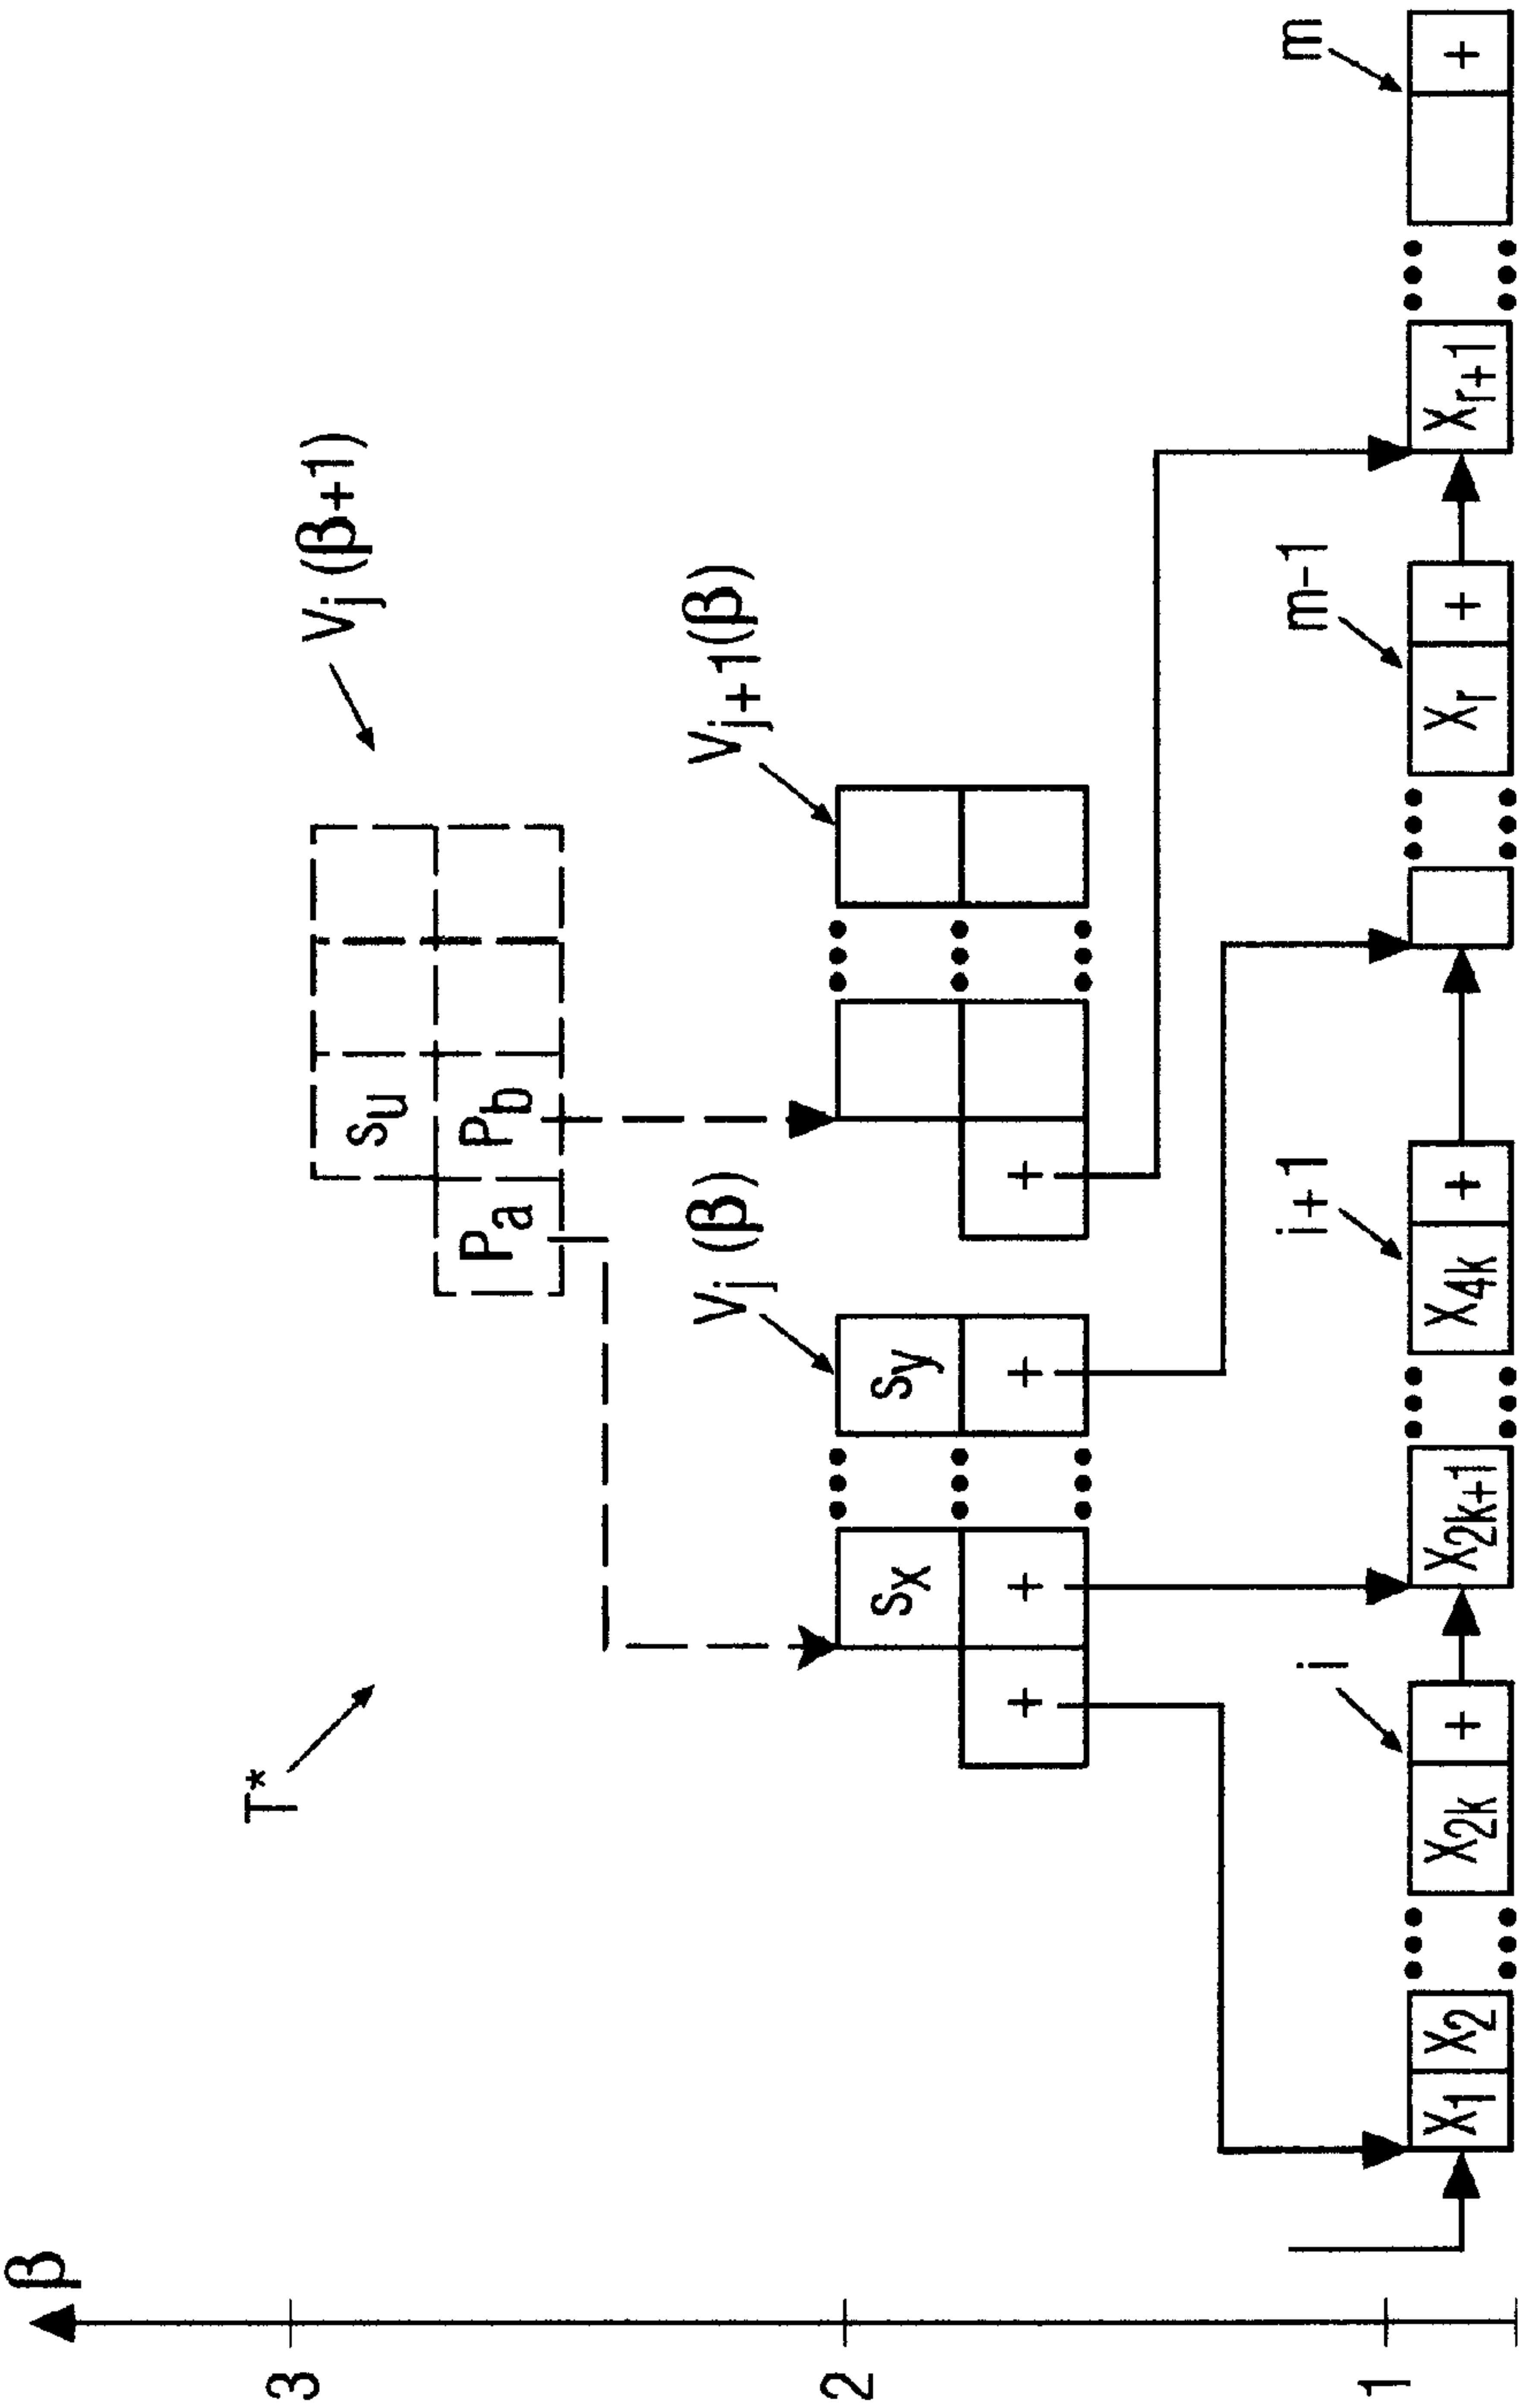 β
3
T*
V_j (β+1)
s_u
P_a P_b
2
V_j (β)
V_j+1(β)
s_x s_y
+ + + +
1
i
i+1
m-1
m
X_1 X_2 X_2k + X_2k+1 X_4k + X_r + X_r+1 +